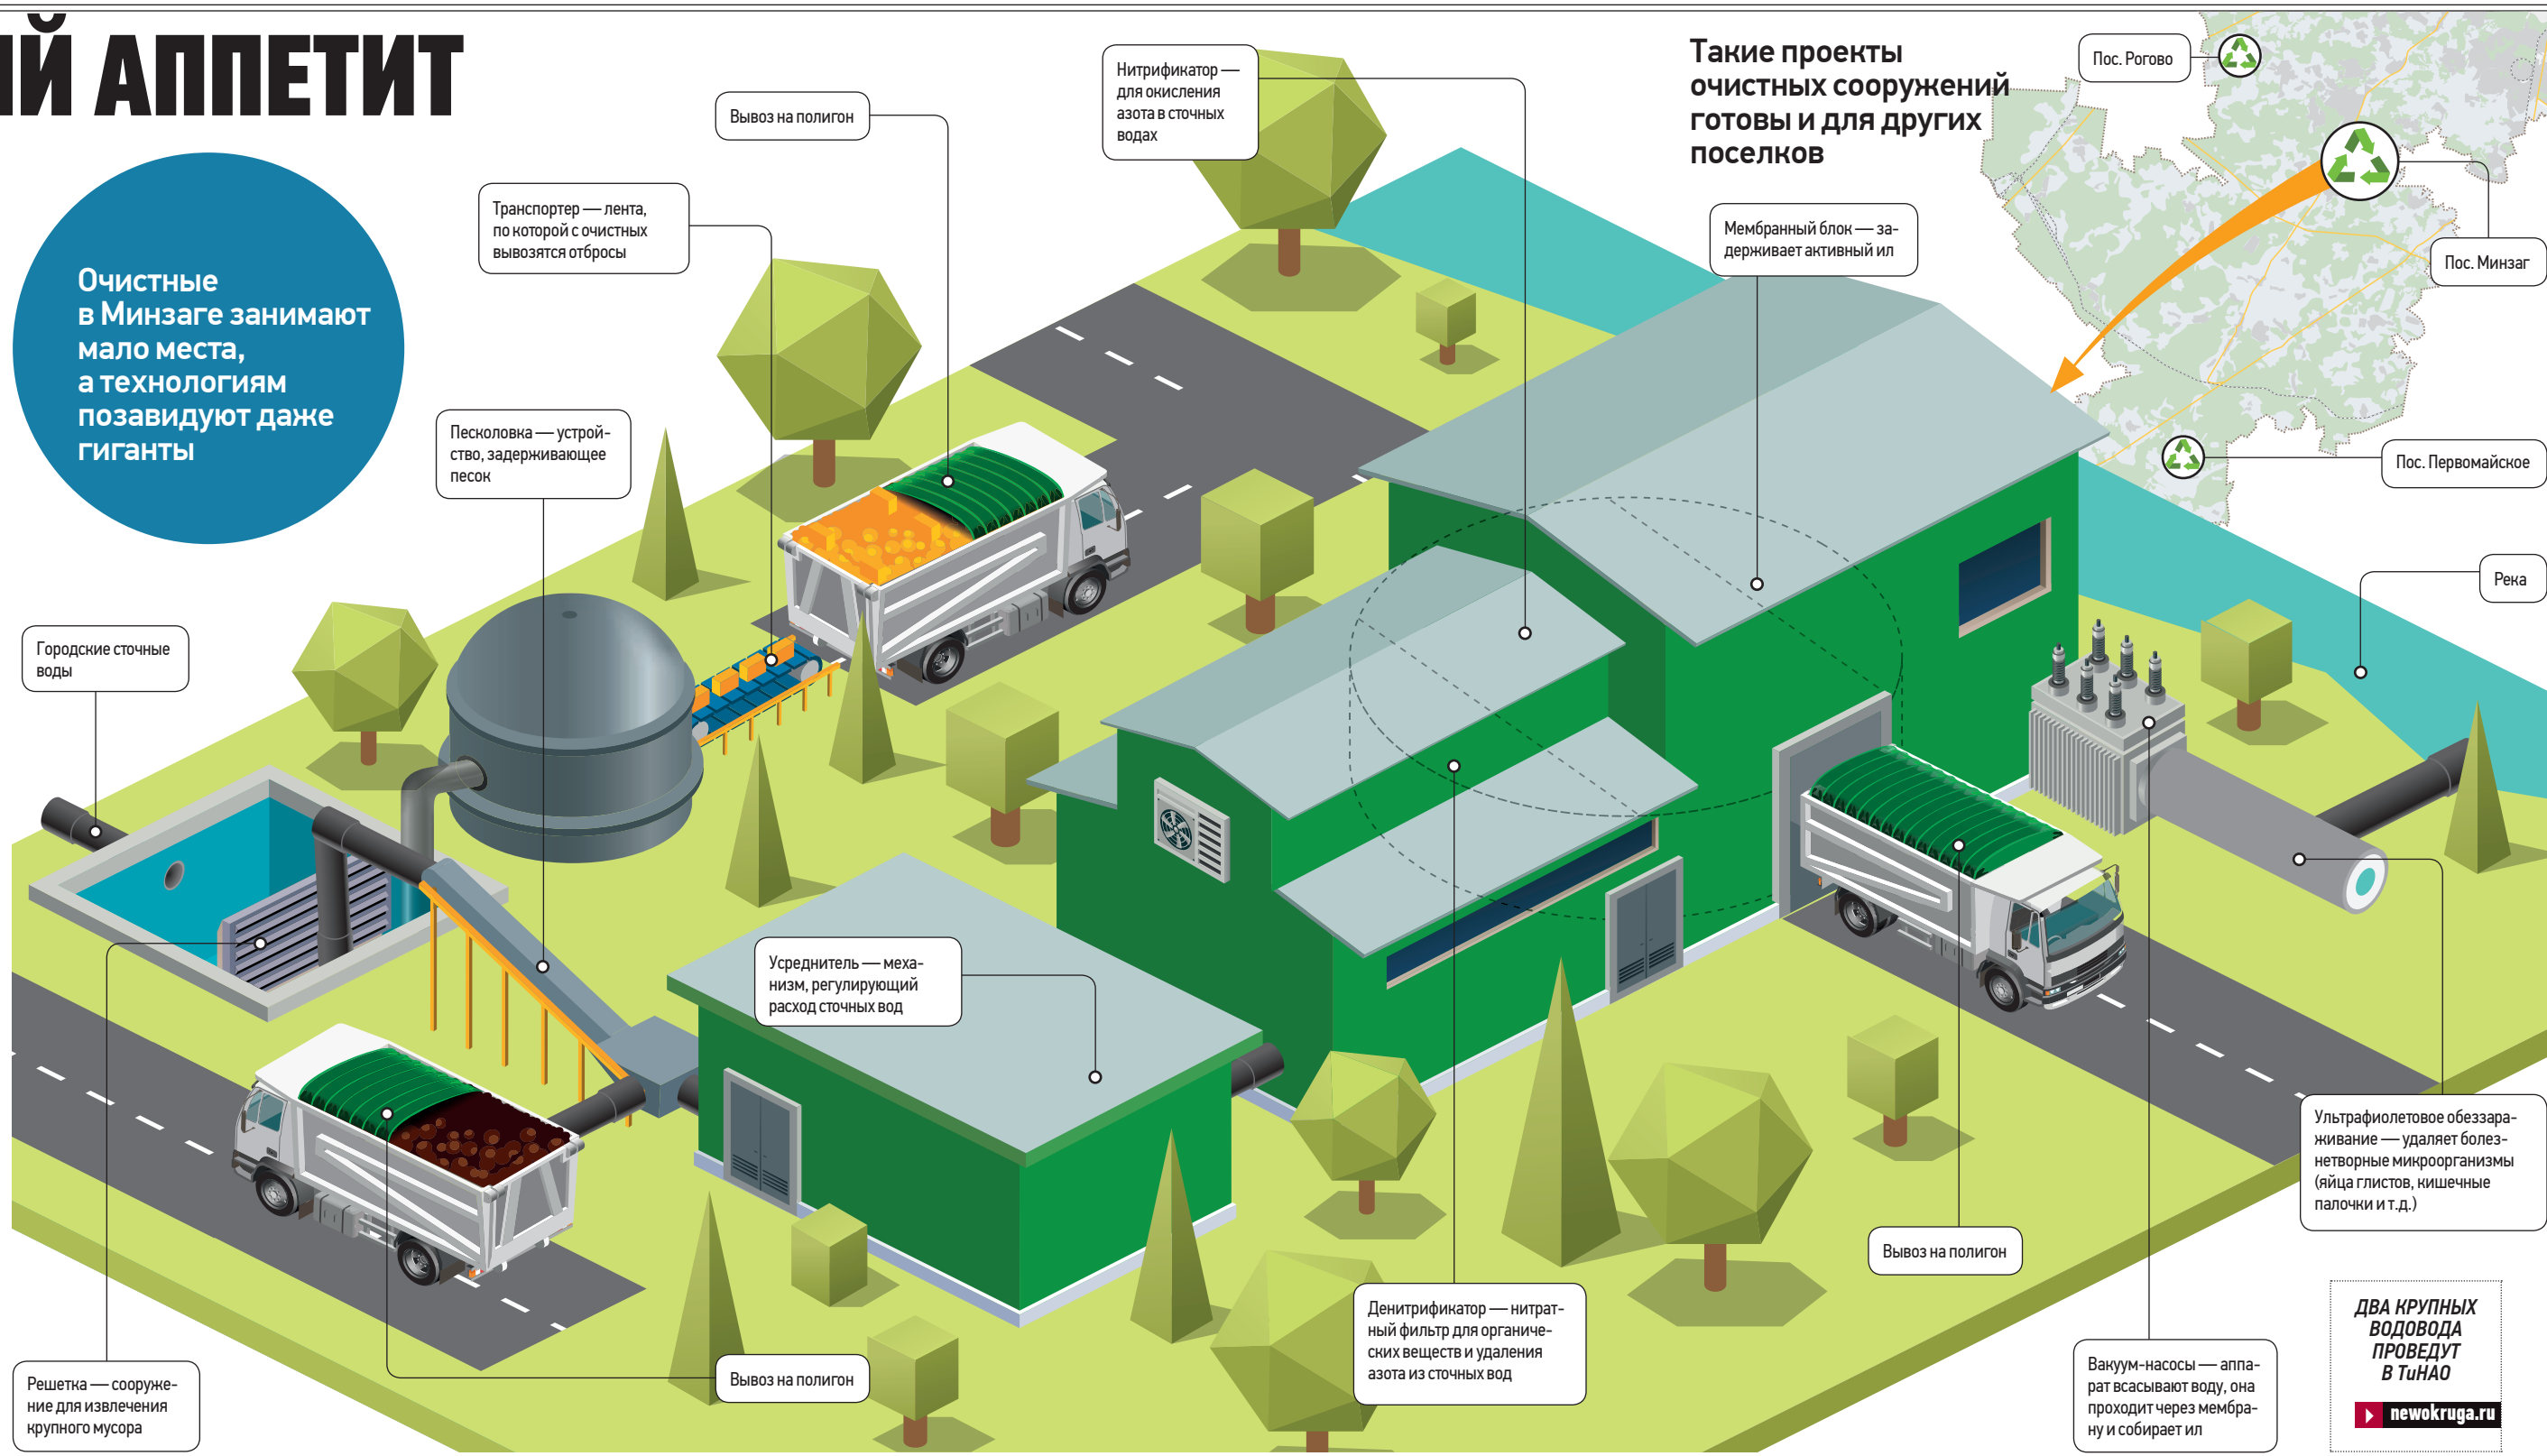 ИЙ АППЕТИТ
Очистные
в Минзаге занимают
мало места,
а технологиям
позавидуют даже
гиганты
Вывоз на полигон
Транспортер — лента,
по которой с очистных
вывозятся отбросы
Песколовка — устрой-
ство, задерживающее
песок
Городские сточные
воды
Нитрификатор —
для окисления
азота в сточных
водах
Такие проекты
очистных сооружений
готовы и для других
поселков
Мембранный блок — за-
держивает активный ил
Пос. Рогово
Пос. Минзаг
Пос. Первомайское
Река
Усреднитель — меха-
низм, регулирующий
расход сточных вод
Решетка — сооруже-
ние для извлечения
крупного мусора
Вывоз на полигон
Денитрификатор — нитрат-
ный фильтр для органиче-
ских веществ и удаления
азота из сточных вод
Вывоз на полигон
Ультрафиолетовое обеззара-
живание — удаляет болез-
нетворные микроорганизмы
(яйца глистов, кишечные
палочки и т.д.)
Вакуум-насосы — аппа-
рат всасывают воду, она
проходит через мембра-
ну и собирает ил
ДВА КРУПНЫХ
ВОДОВОДА
ПРОВЕДУТ
В ТиНАО
newokruga.ru